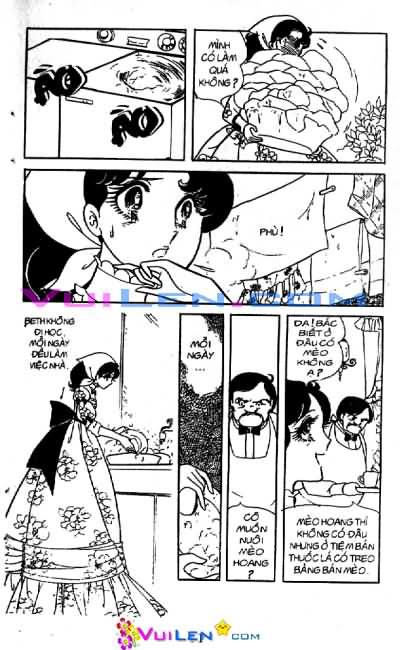 MÌNH
CÓ LÀM
QUÁ
KHÔNG?
PHÙ!
VUILEN.COM
BETH KHÔNG
ĐI HỌC,
MỖI NGÀY
ĐỀU LÀM
VIỆC NHÀ.
MỖI
NGÀY
...
CÔ
MUỐN
NUÔI
MÈO
HOANG?
DẠ! BÁC
BIẾT Ở
ĐÂU CÓ
MÈO
KHÔNG
Ạ?
MÈO HOANG THÌ
KHÔNG CÓ ĐÂU
NHƯNG Ở TIỆM BÁN
THUỐC LÁ CÓ TREO
BẢNG BÁN MÈO.
VUILEN.COM